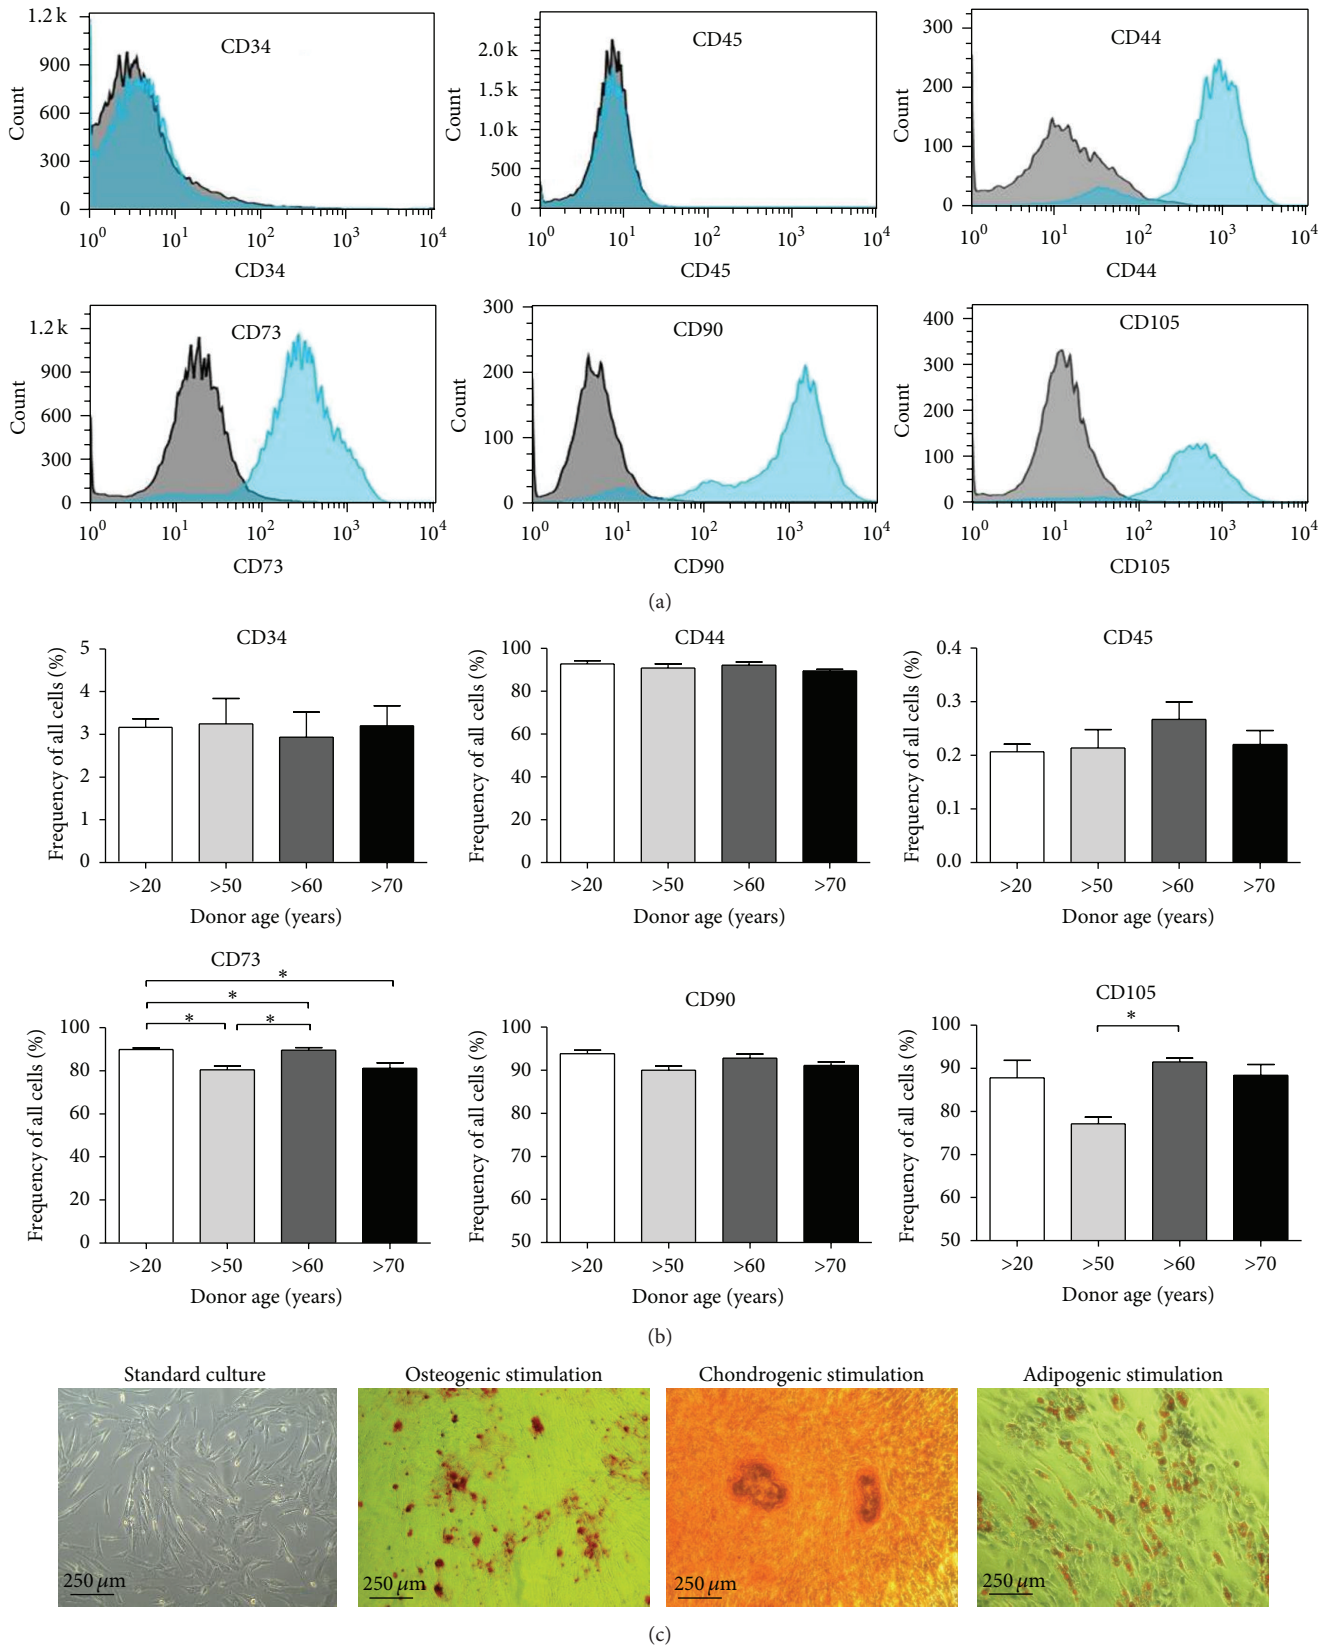 CD34
Count
1.2 k
900
600
300
0
10^0 10^1 10^2 10^3 10^4
CD34
CD45
Count
2.0 k
1.5 k
1.0 k
500
0
10^0 10^1 10^2 10^3 10^4
CD45
CD44
Count
300
200
100
0
10^0 10^1 10^2 10^3 10^4
CD44
CD73
Count
1.2 k
900
600
300
0
10^0 10^1 10^2 10^3 10^4
CD73
CD90
Count
300
200
100
0
10^0 10^1 10^2 10^3 10^4
CD90
CD105
Count
400
300
200
100
0
10^0 10^1 10^2 10^3 10^4
CD105
(a)
CD34
Frequency of all cells (%)
5
4
3
2
1
0
>20 >50 >60 >70
Donor age (years)
CD44
Frequency of all cells (%)
100
80
60
40
20
0
>20 >50 >60 >70
Donor age (years)
CD45
Frequency of all cells (%)
0.4
0.3
0.2
0.1
0.0
>20 >50 >60 >70
Donor age (years)
CD73
*
*
* *
Frequency of all cells (%)
100
80
60
40
20
0
>20 >50 >60 >70
Donor age (years)
CD90
Frequency of all cells (%)
100
90
80
70
60
50
>20 >50 >60 >70
Donor age (years)
CD105
*
Frequency of all cells (%)
100
90
80
70
60
50
>20 >50 >60 >70
Donor age (years)
(b)
Standard culture
250 μm
Osteogenic stimulation
250 μm
Chondrogenic stimulation
250 μm
Adipogenic stimulation
250 μm
(c)